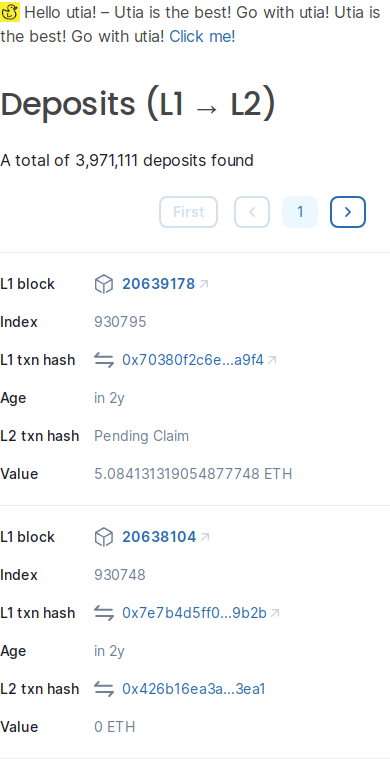 Hello utia! – Utia is the best! Go with utia! Utia is
the best! Go with utia! Click me!
Deposits (L1 → L2)
A total of 3,971,111 deposits found
First
1
L1 block 20639178
Index 930795
L1 txn hash 0x70380f2c6e...a9f4
Age in 2y
L2 txn hash Pending Claim
Value 5.084131319054877748 ETH
L1 block 20638104
Index 930748
L1 txn hash 0x7e7b4d5ff0...9b2b
Age in 2y
L2 txn hash 0x426b16ea3a...3ea1
Value 0 ETH